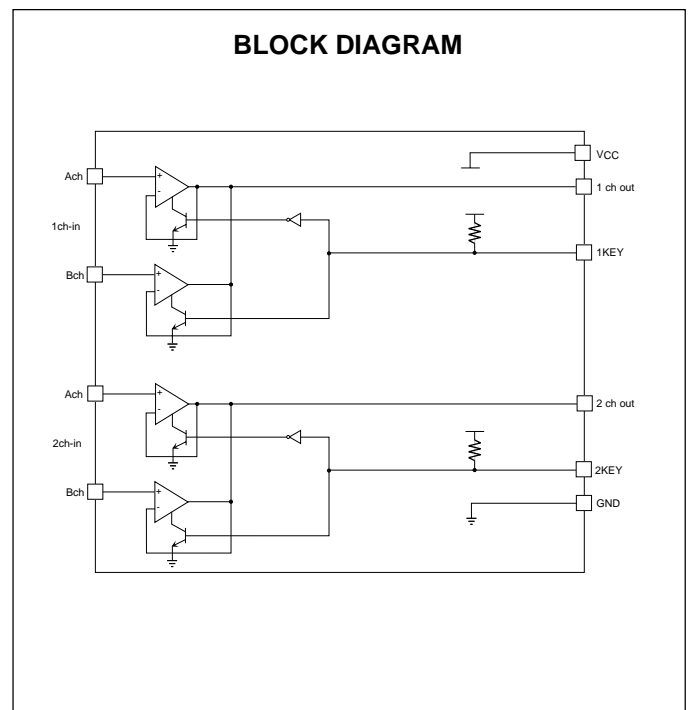 BLOCK DIAGRAM
VCC
Ach
+
-
1 ch out
1ch-in
1KEY
Bch
+
-
Ach
+
-
2 ch out
2ch-in
2KEY
Bch
+
-
GND